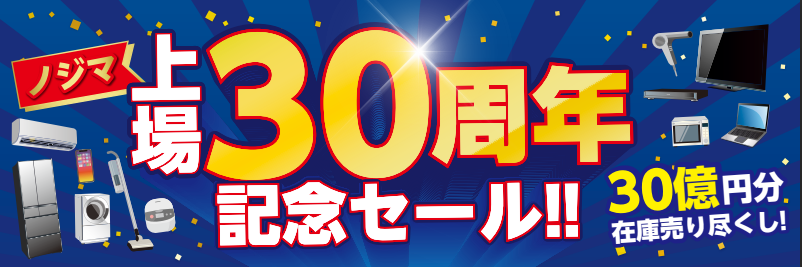 ノジマ
上場30周年
記念セール!!
30億円分
在庫売り尽くし!